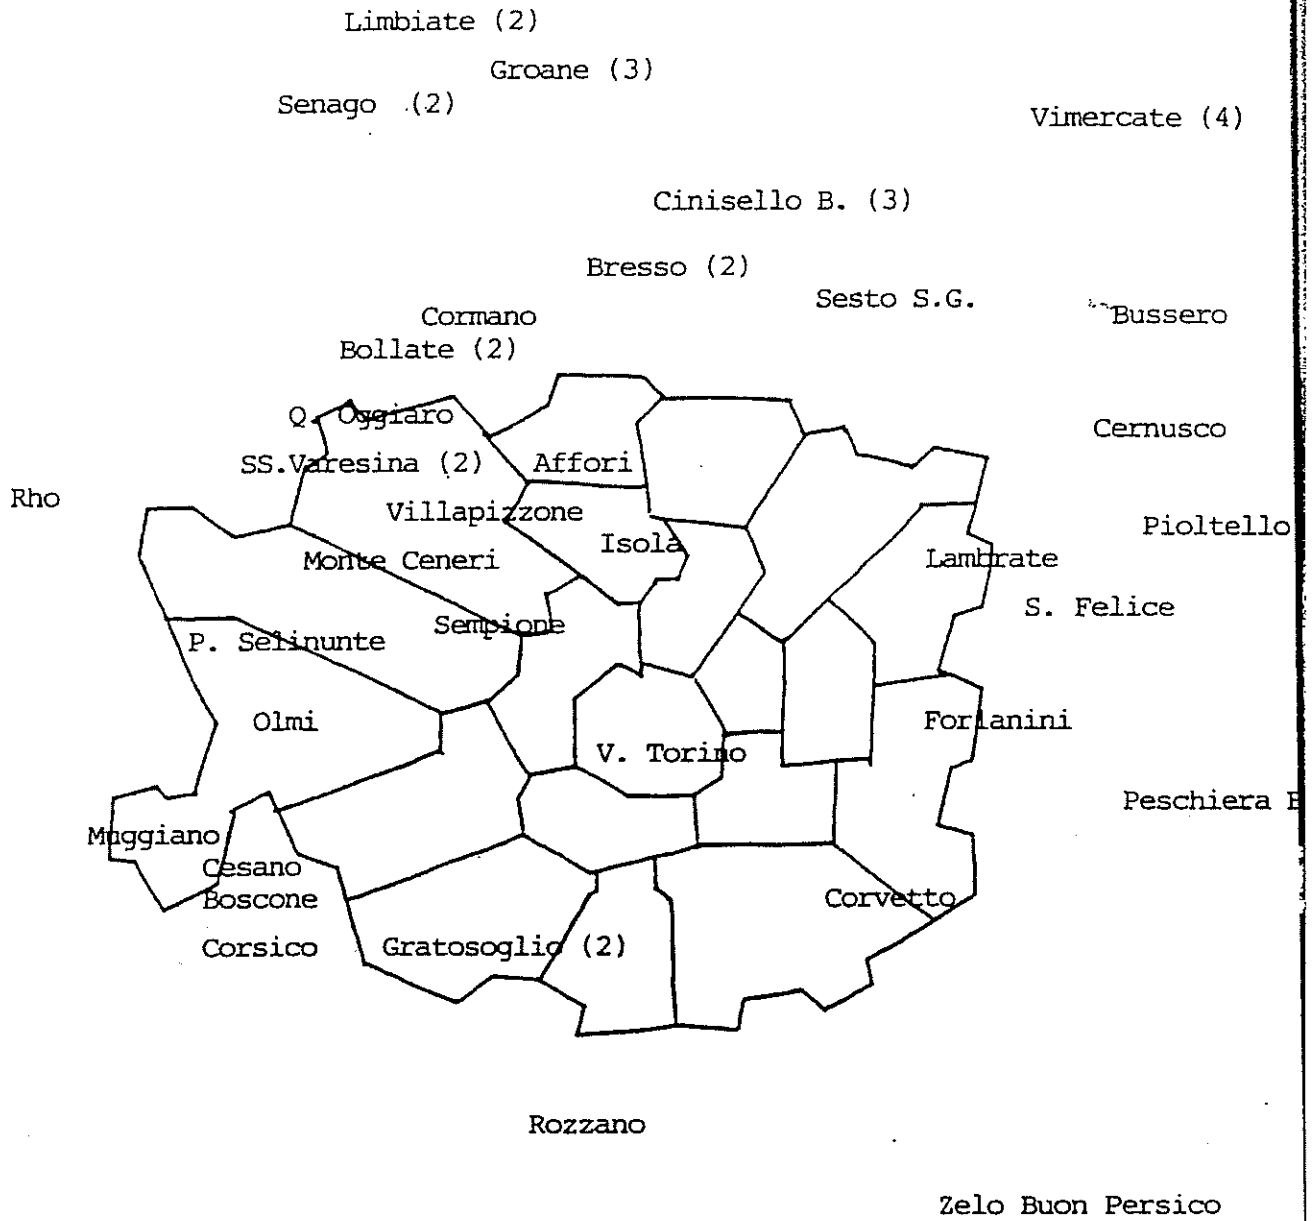 Limbiate (2)
Groane (3)
Senago (2)
Vimercate (4)
Cinisello B. (3)
Bresso (2)
Sesto S.G.
Bussero
Cormano
Bollate (2)
Q. Oggiaro
Cernusco
SS.Varesina (2)
Affori
Rho
Villapizzone
Pioltello
Isola
Monte Ceneri
Lambrate
S. Felice
Sempione
P. Selinunte
Olmi
Forlanini
V. Torino
Peschiera B
Muggiano
Cesano
Boscone
Corvetto
Corsico
Gratosoglio (2)
Rozzano
Zelo Buon Persico